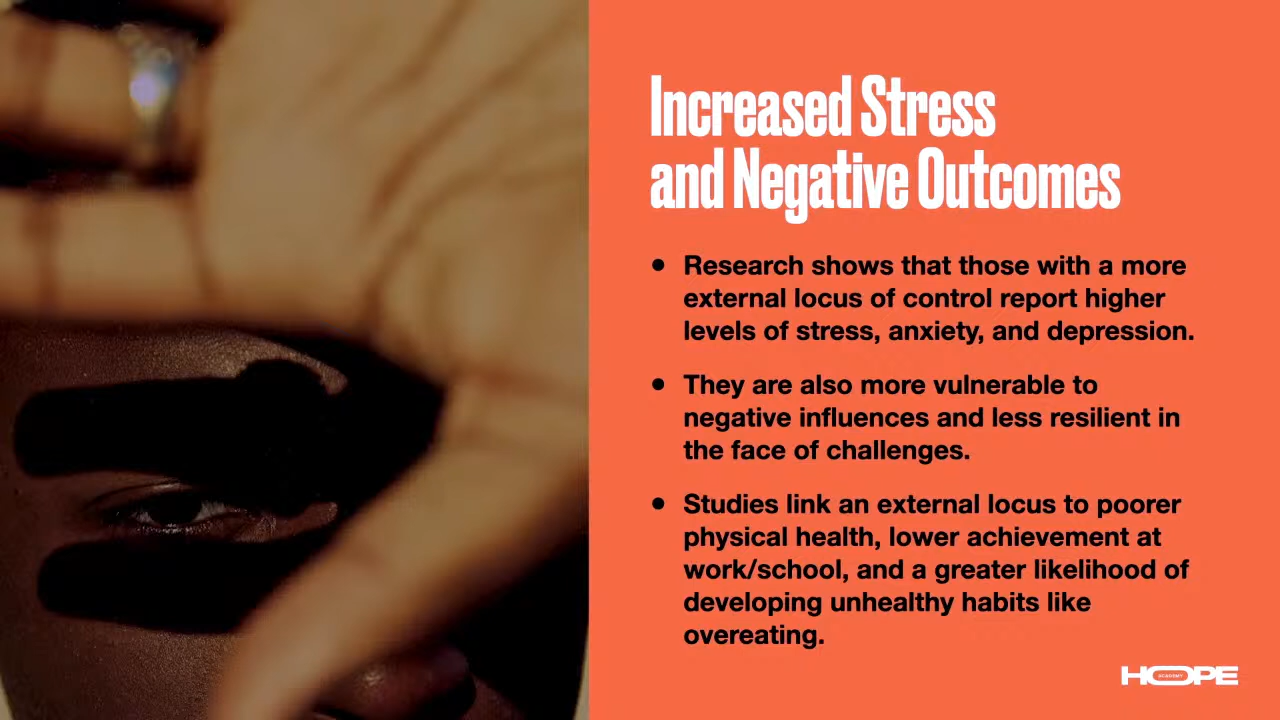 Increased Stress
and Negative Outcomes
• Research shows that those with a more
external locus of control report higher
levels of stress, anxiety, and depression.
• They are also more vulnerable to
negative influences and less resilient in
the face of challenges.
• Studies link an external locus to poorer
physical health, lower achievement at
work/school, and a greater likelihood of
developing unhealthy habits like
overeating.
HOPE
ACADEMY